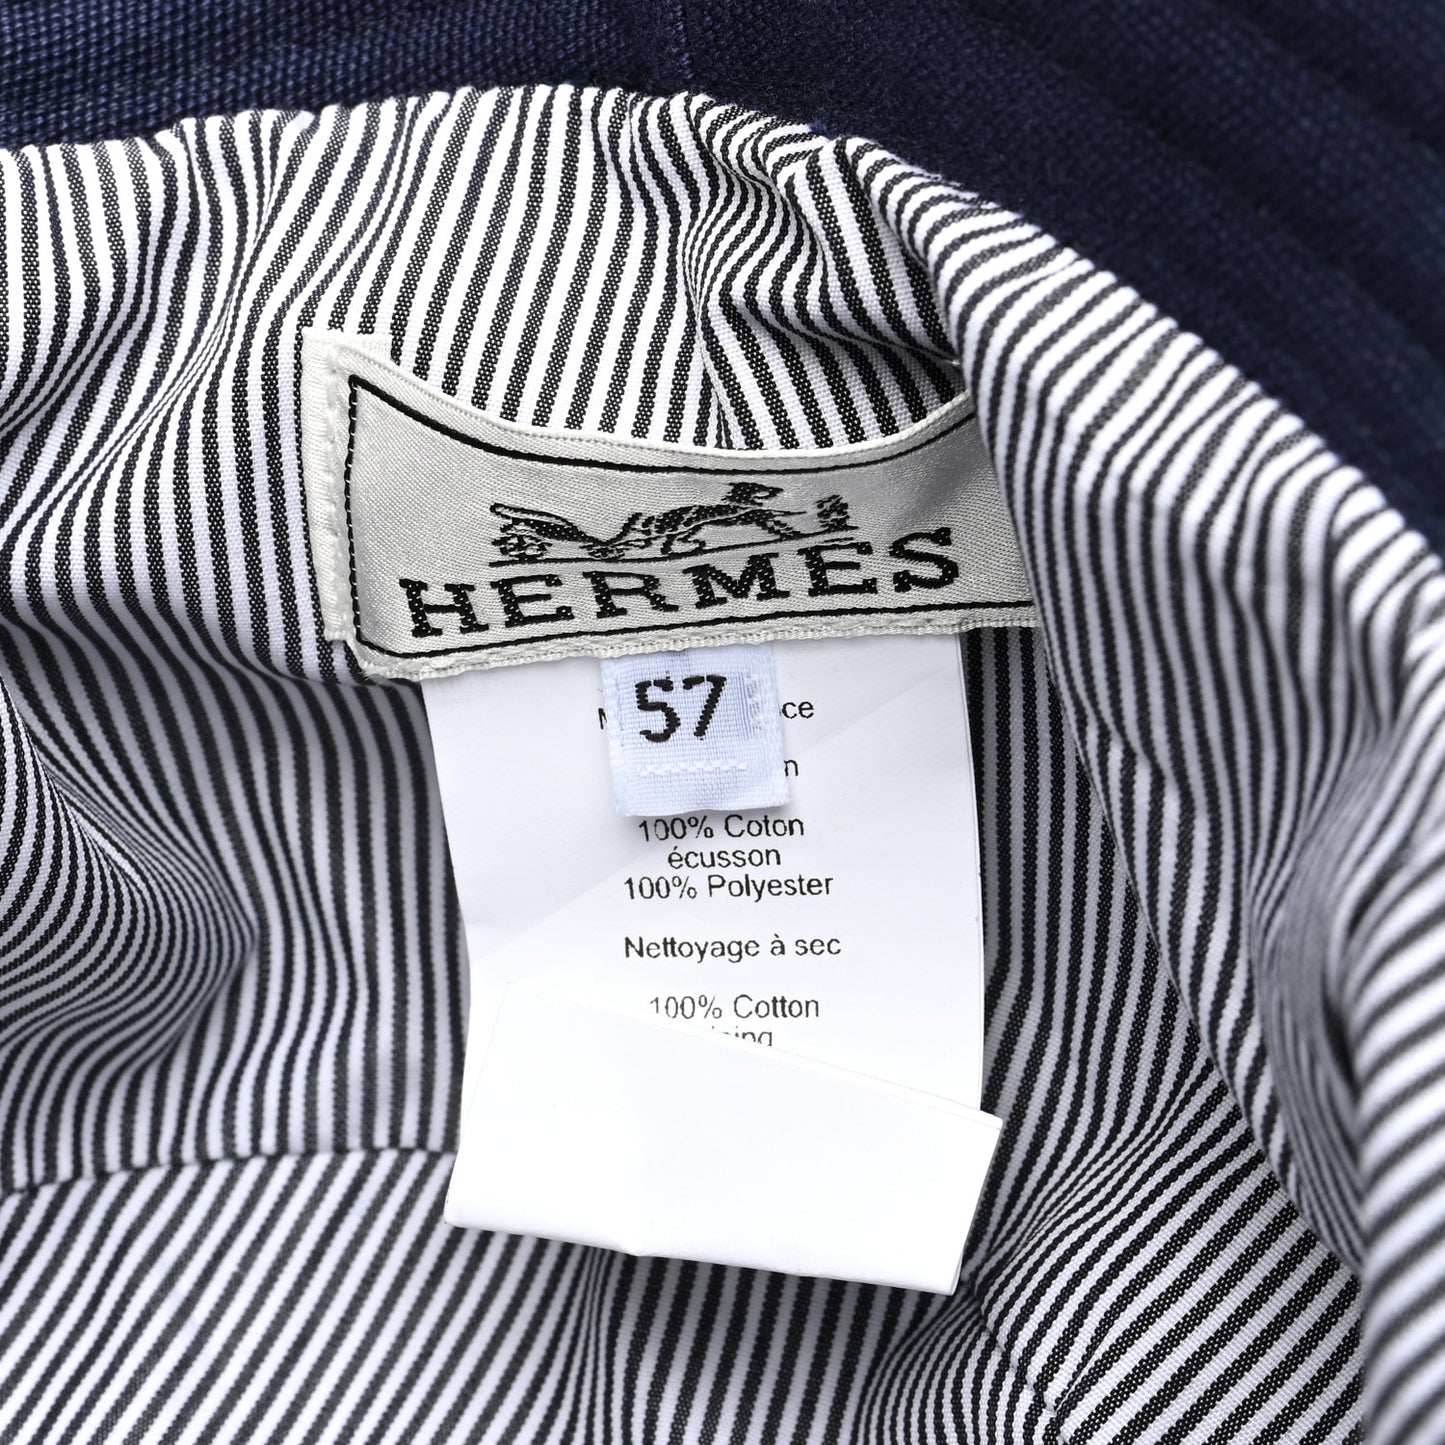 HERMES
57
100% Coton
écusson
100% Polyester
Nettoyage à sec
100% Cotton